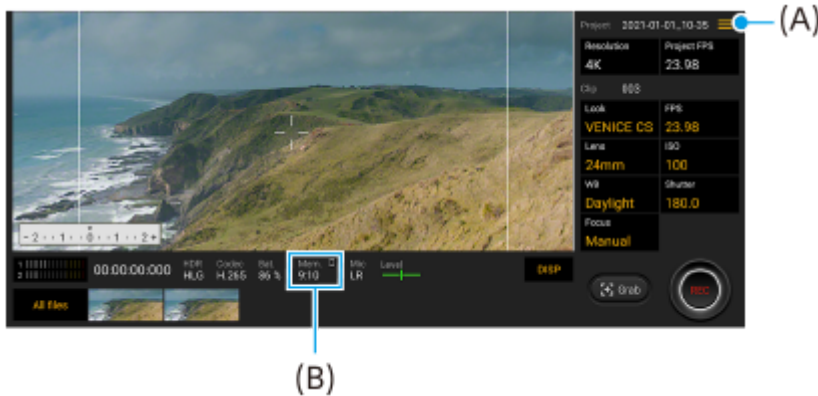 (A)
Project 2021-01-01_10-35
Resolution Project FPS
4K 23.98
Clip 003
Look FPS
VENICE CS 23.98
Lens ISO
24mm 100
WB Shutter
Daylight 180.0
Focus
Manual
-2··1··0··1··2+
1
2
00:00:00:000
HDR Codec Bat. Mem. Mic Level
HLG H.265 86 % 9:10 LR
DISP
All files
Grab
REC
(B)